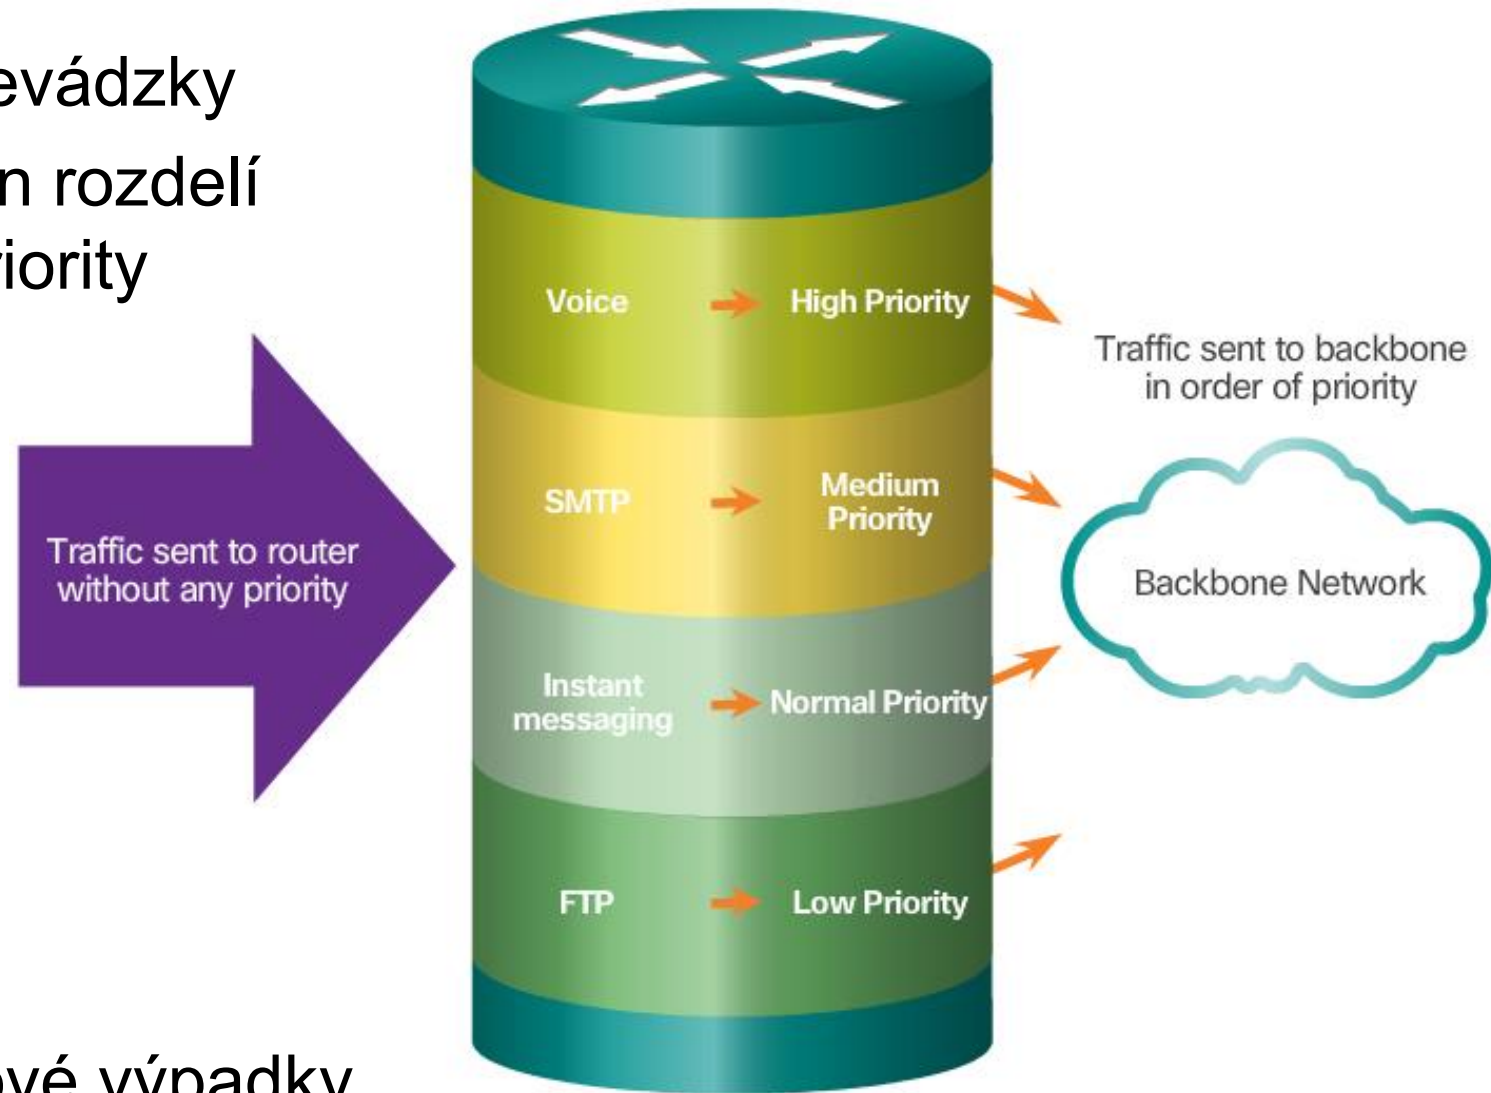 evádzky
n rozdelí
riority
Voice
High Priority
Traffic sent to backbone
in order of priority
SMTP
Medium
Priority
Traffic sent to router
without any priority
Backbone Network
Instant
messaging
Normal Priority
FTP
Low Priority
ové výpadky